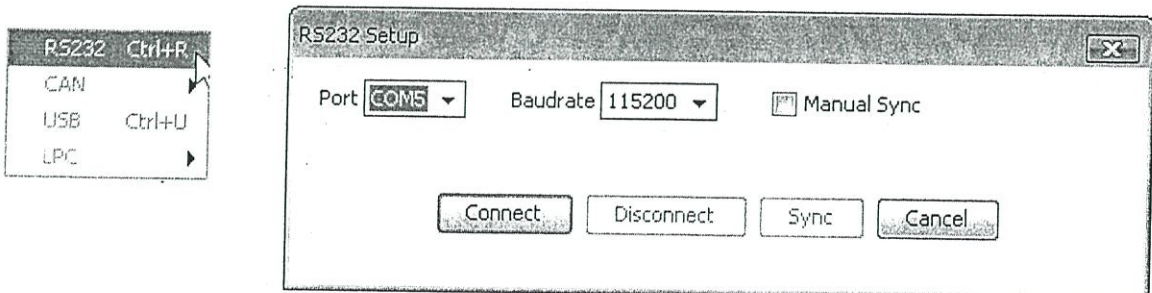 RS232 Ctrl+R
CAN
USB Ctrl+U
LPC
RS232 Setup
Port COM5 Baudrate 115200 Manual Sync
Connect Disconnect Sync Cancel